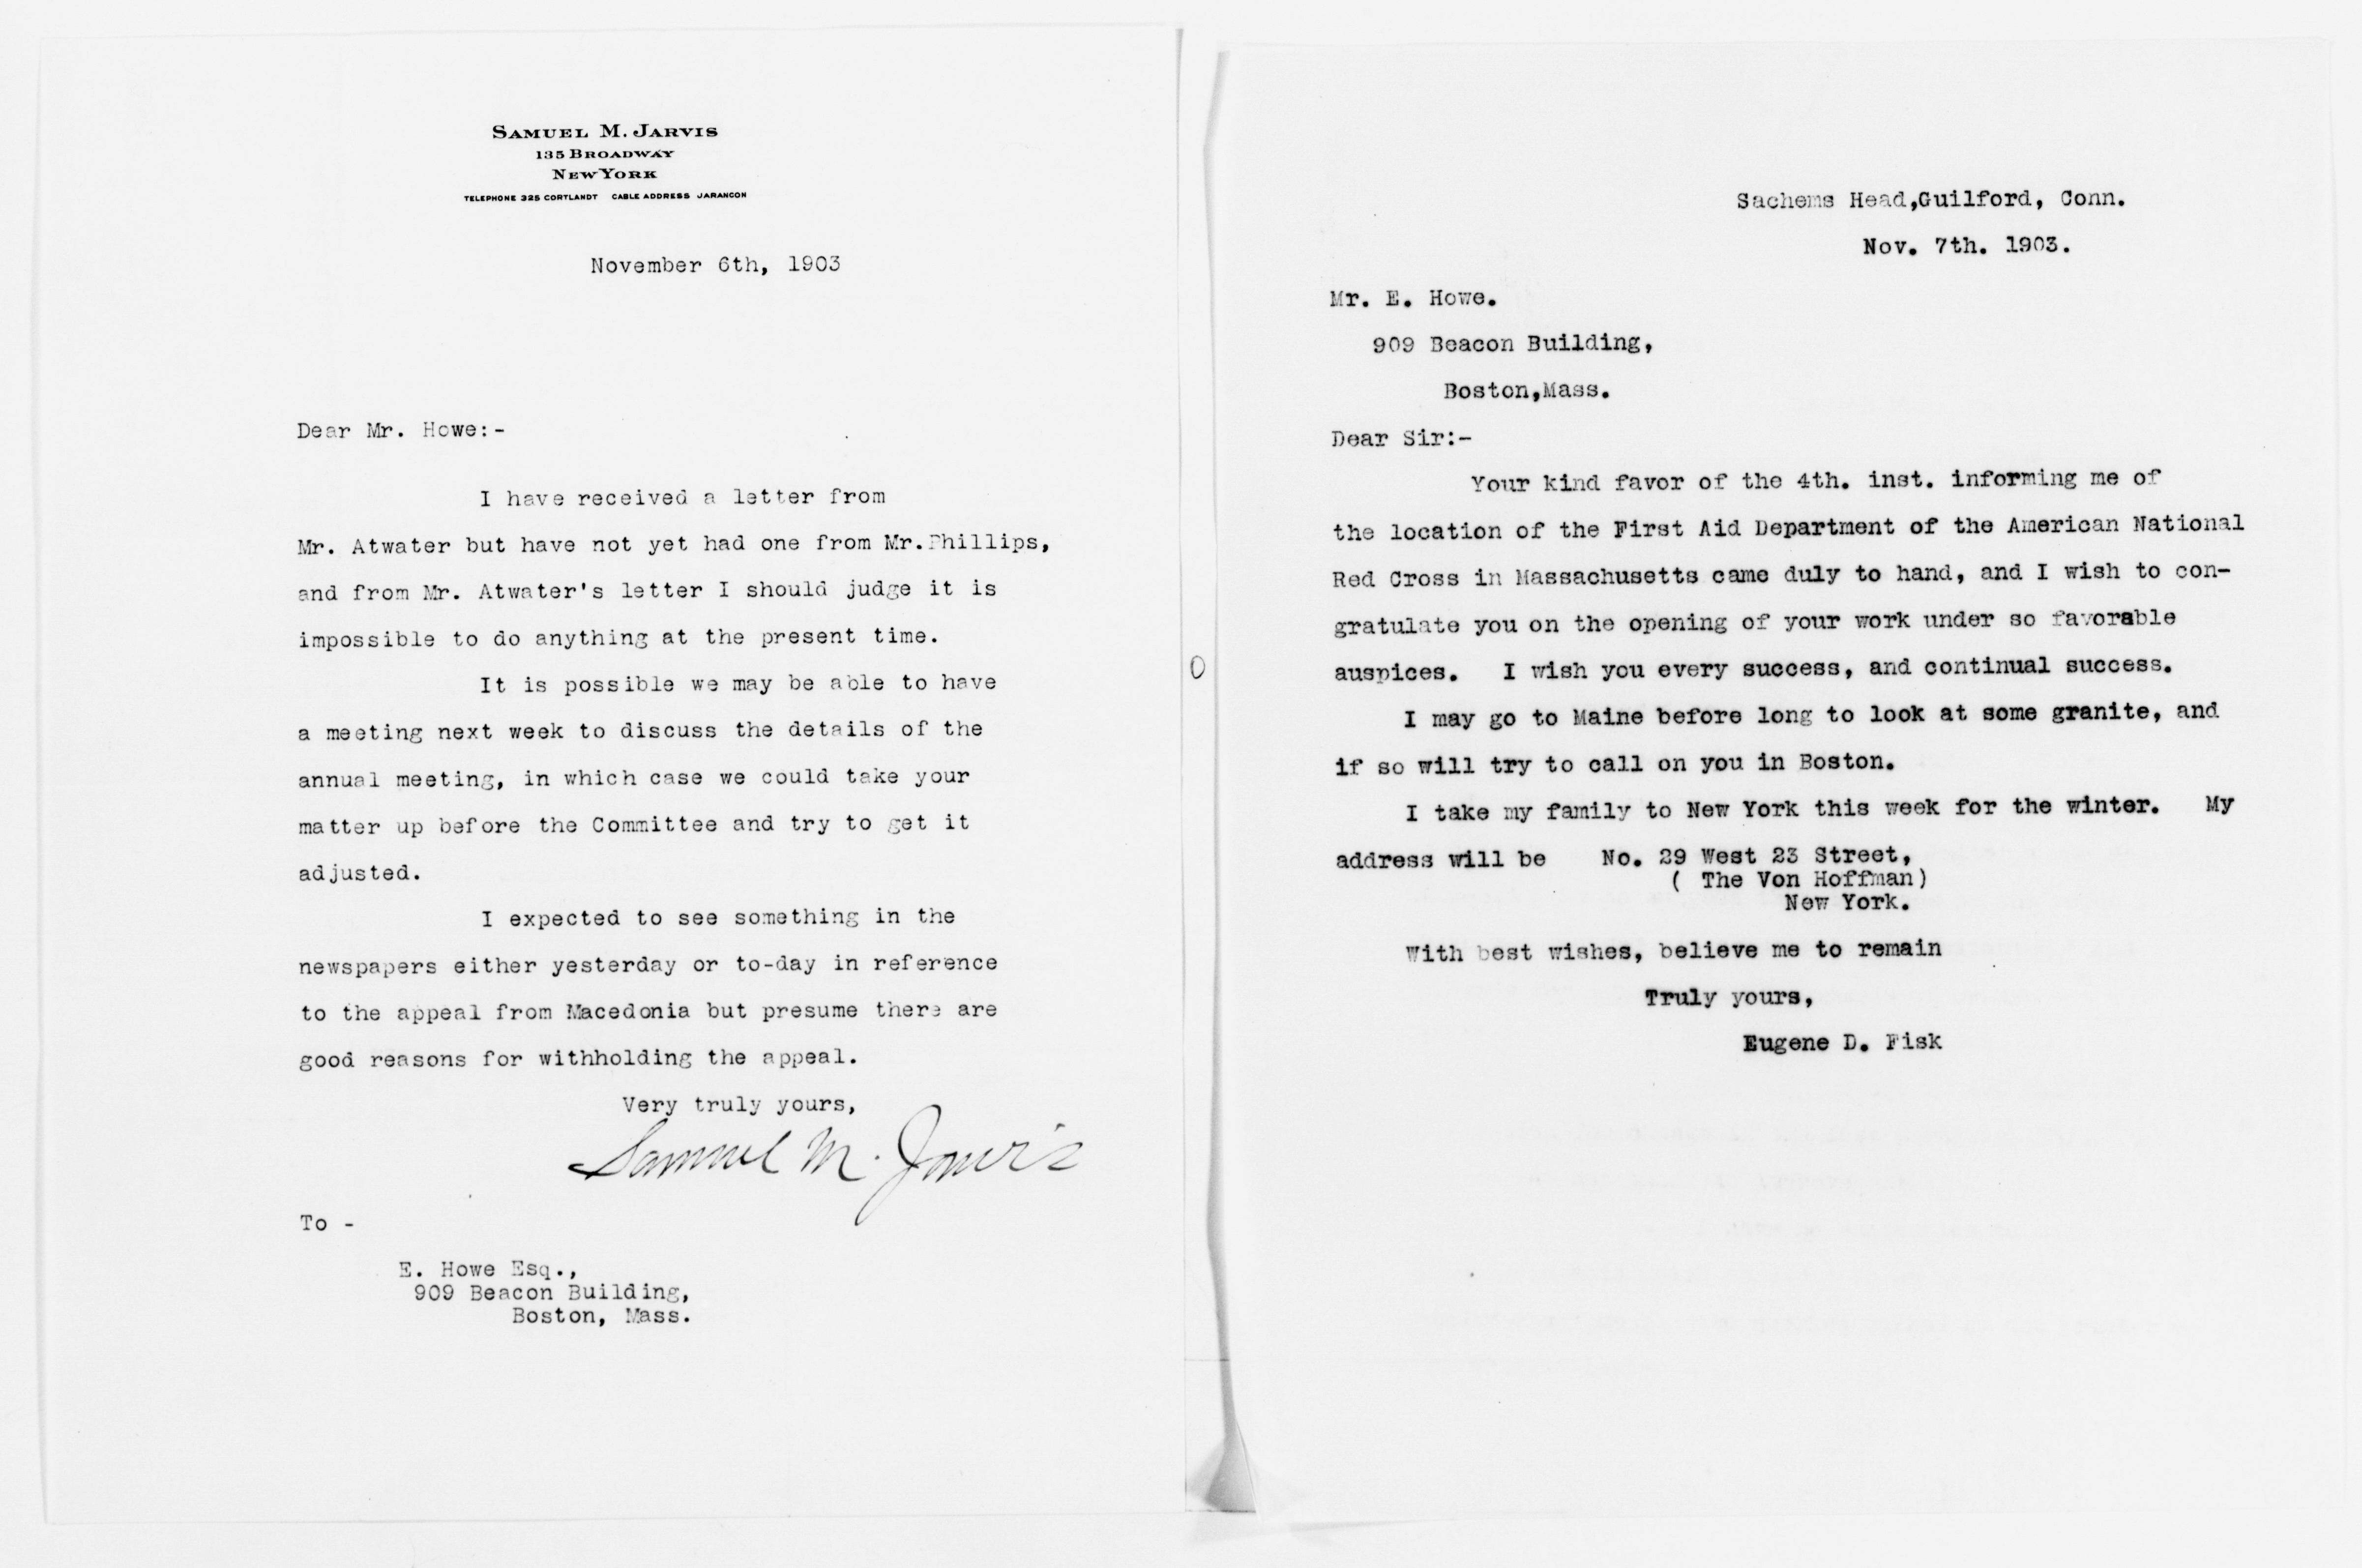 SAMUEL M. JARVIS
135 BROADWAY
NEW YORK
TELEPHONE 325 CORTLANDT CABLE ADDRESS JARANCON
November 6th, 1903
Dear Mr. Howe:-
I have received a letter from
Mr. Atwater but have not yet had one from Mr.Phillips,
and from Mr. Atwater's letter I should judge it is
impossible to do anything at the present time.
It is possible we may be able to have
a meeting next week to discuss the details of the
annual meeting, in which case we could take your
matter up before the Committee and try to get it
adjusted.
I expected to see something in the
newspapers either yesterday or to-day in reference
to the appeal from Macedonia but presume there are
good reasons for withholding the appeal.
Very truly yours,
Samuel M. Jarvis
To -
E. Howe Esq.,
909 Beacon Building,
Boston, Mass.
Sachems Head,Guilford, Conn.
Nov. 7th. 1903.
Mr. E. Howe.
909 Beacon Building,
Boston,Mass.
Dear Sir:-
Your kind favor of the 4th. inst. informing me of
the location of the First Aid Department of the American National
Red Cross in Massachusetts came duly to hand, and I wish to con-
gratulate you on the opening of your work under so favorable
auspices. I wish you every success, and continual success.
I may go to Maine before long to look at some granite, and
if so will try to call on you in Boston.
I take my family to New York this week for the winter. My
address will be No. 29 West 23 Street,
( The Von Hoffman)
New York.
With best wishes, believe me to remain
Truly yours,
Eugene D. Fisk